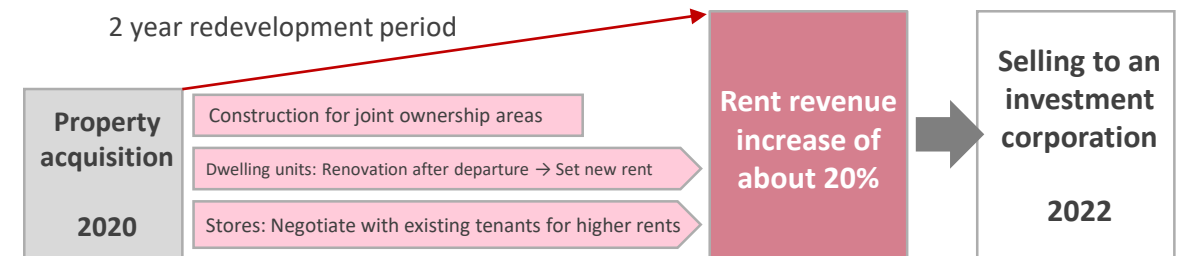 2 year redevelopment period
Property
acquisition
2020
Construction for joint ownership areas
Dwelling units: Renovation after departure → Set new rent
Stores: Negotiate with existing tenants for higher rents
Rent revenue
increase of
about 20%
Selling to an
investment
corporation
2022